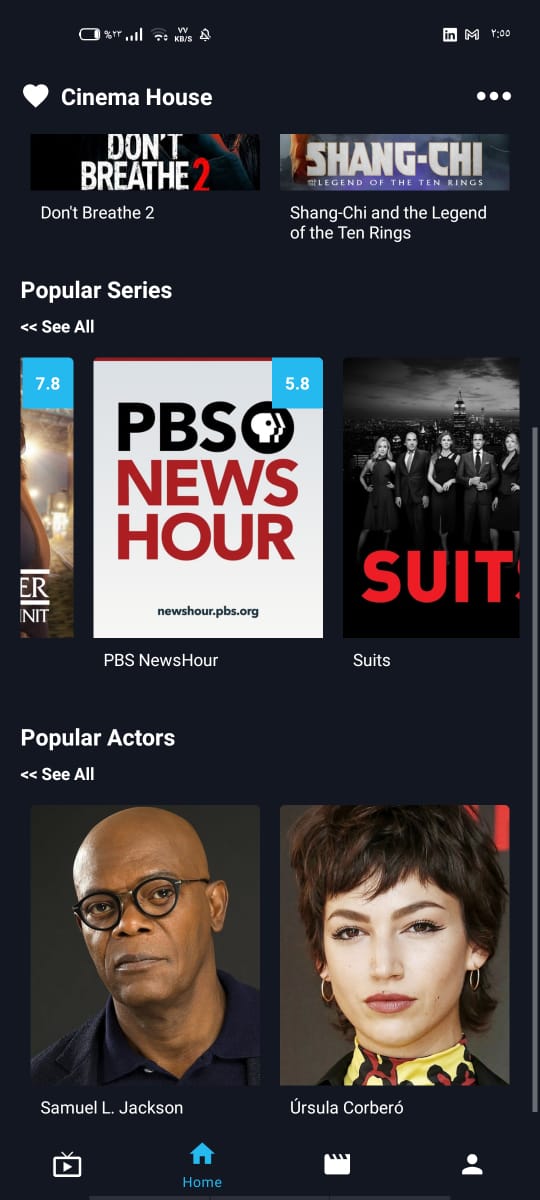 %٢٣
٧٧
KB/S
٢:٥٥
Cinema House
DON'T
BREATHE 2
SHANG-CHI
AND THE LEGEND OF THE TEN RINGS
Don't Breathe 2
Shang-Chi and the Legend
of the Ten Rings
Popular Series
<< See All
7.8
5.8
PBS
NEWS
HOUR
newshour.pbs.org
ER
NIT
SUITS
PBS NewsHour
Suits
Popular Actors
<< See All
Samuel L. Jackson
Úrsula Corberó
Home